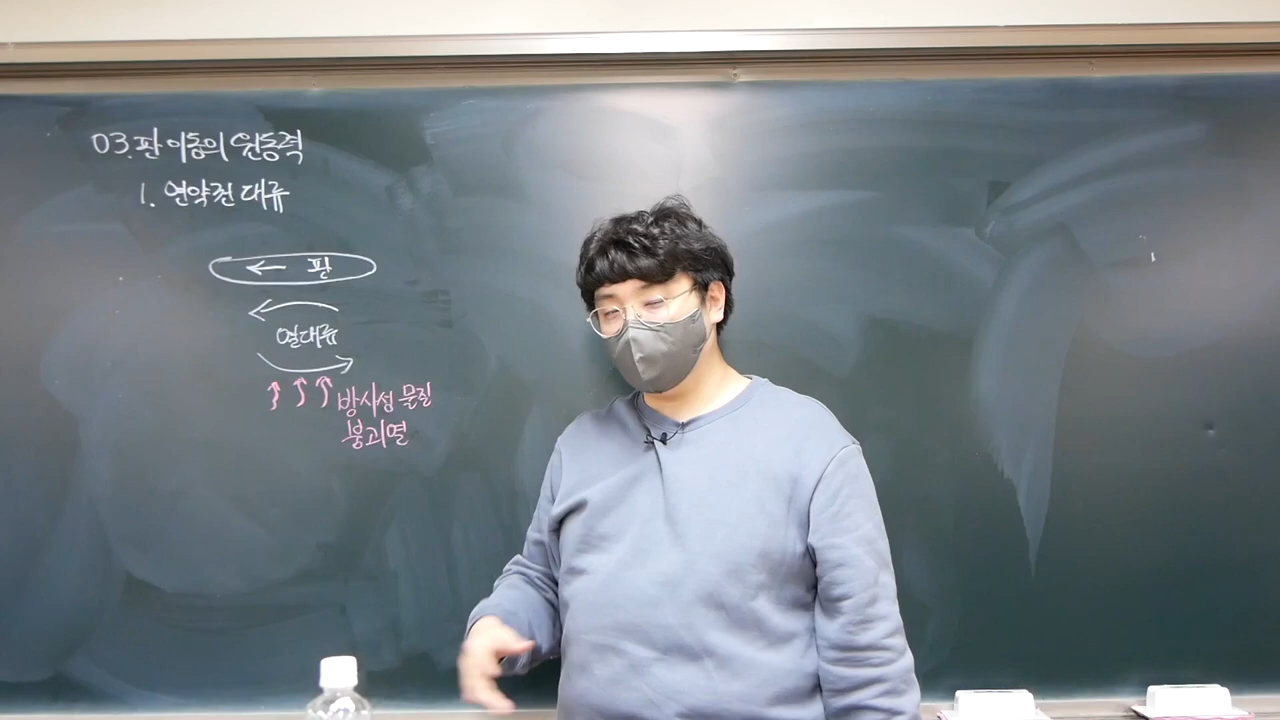 03. 판 이동의 원동력
1. 연약권 대류
← 판
열대류
방사성 물질
붕괴열